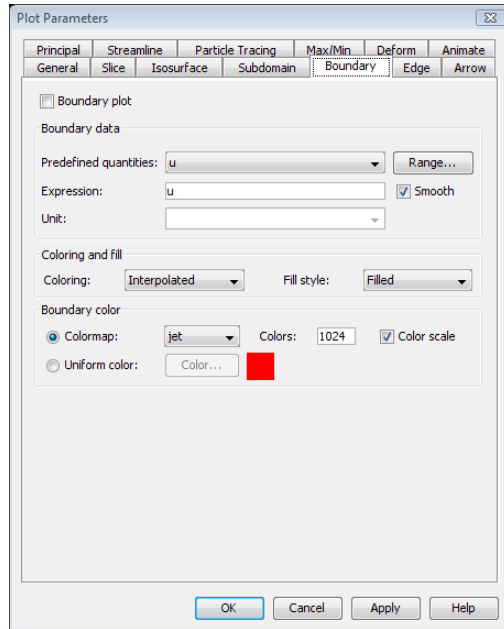 Plot Parameters
Principal Streamline Particle Tracing Max/Min Deform Animate
General Slice Isosurface Subdomain Boundary Edge Arrow
Boundary plot
Boundary data
Predefined quantities: u Range...
Expression: u Smooth
Unit:
Coloring and fill
Coloring: Interpolated Fill style: Filled
Boundary color
Colormap: jet Colors: 1024 Color scale
Uniform color: Color...
OK Cancel Apply Help